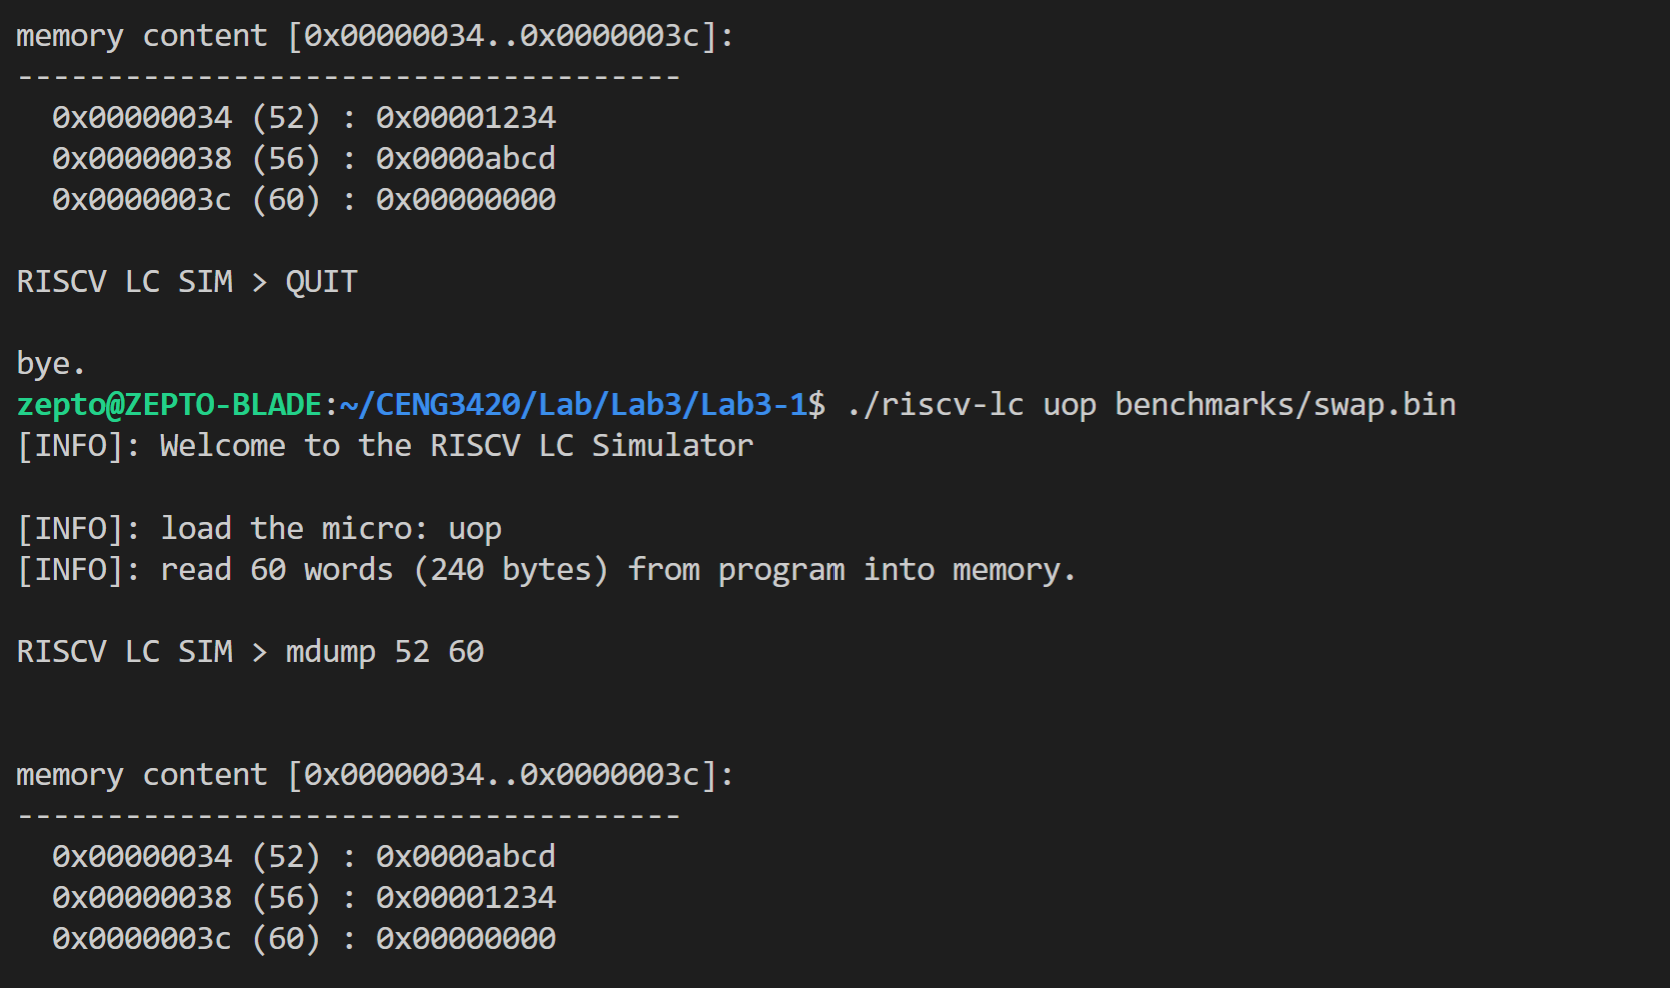 memory content [0x00000034..0x0000003c]:
-------------------------------------
  0x00000034 (52) : 0x00001234
  0x00000038 (56) : 0x0000abcd
  0x0000003c (60) : 0x00000000
RISCV LC SIM > QUIT
bye.
zepto@ZEPTO-BLADE:~/CENG3420/Lab/Lab3/Lab3-1$ ./riscv-lc uop benchmarks/swap.bin
[INFO]: Welcome to the RISCV LC Simulator
[INFO]: load the micro: uop
[INFO]: read 60 words (240 bytes) from program into memory.
RISCV LC SIM > mdump 52 60
memory content [0x00000034..0x0000003c]:
-------------------------------------
  0x00000034 (52) : 0x0000abcd
  0x00000038 (56) : 0x00001234
  0x0000003c (60) : 0x00000000